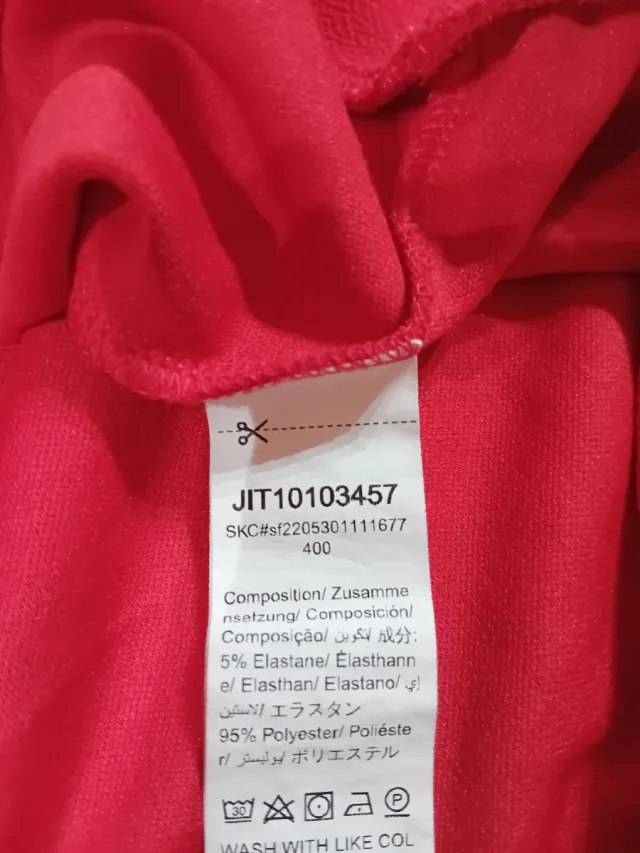 JIT10103457
SKC#sf2205301111677
400
Composition/ Zusamme
nsetzung/ Composición/
Composição/ تكوين/ 成分:
5% Elastane/ Élasthann
e/ Elasthan/ Elastano/ إي
لاستين/ エラスタン
95% Polyester/ Poliéste
r/ بوليستر/ ポリエステル
30
P
WASH WITH LIKE COL